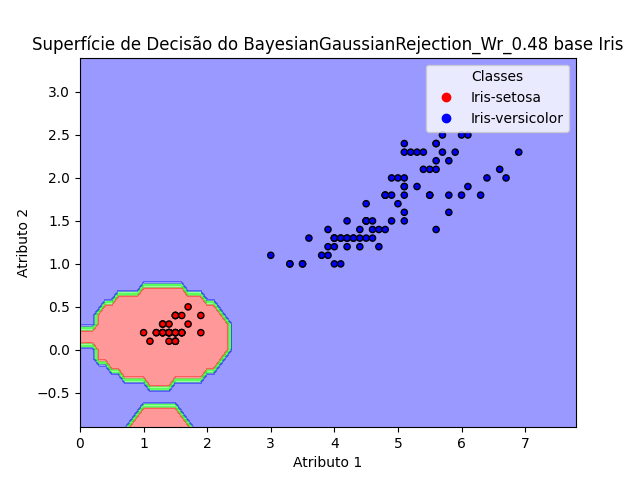 Superfície de Decisão do BayesianGaussianRejection_Wr_0.48 base Iris
Classes
Iris-setosa
Iris-versicolor
3.0
2.5
2.0
1.5
1.0
0.5
0.0
−0.5
Atributo 2
0 1 2 3 4 5 6 7
Atributo 1